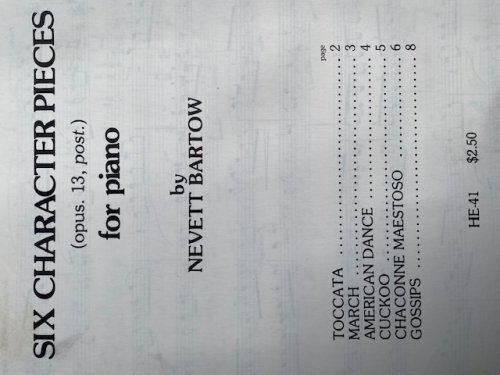 SIX CHARACTER PIECES
(opus. 13, post.)
for piano
by
NEVETT BARTOW
page
TOCCATA .................... 2
MARCH .................... 3
AMERICAN DANCE .................... 4
CUCKOO .................... 5
CHACONNE MAESTOSO .................... 6
GOSSIPS .................... 8
HE-41 $2.50